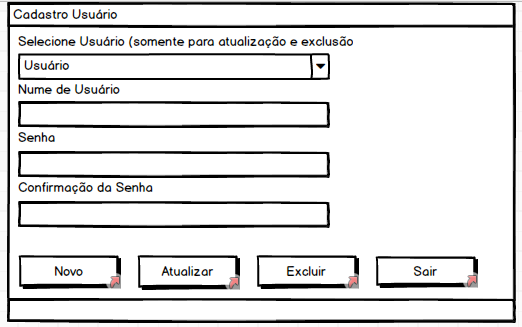 Cadastro Usuário
Selecione Usuário (somente para atualização e exclusão
Usuário
Nume de Usuário
Senha
Confirmação da Senha
Novo Atualizar Excluir Sair